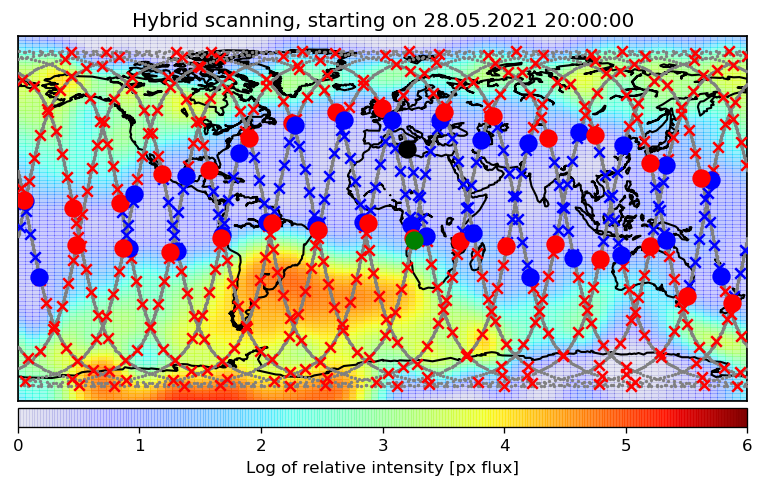 Hybrid scanning, starting on 28.05.2021 20:00:00
0 1 2 3 4 5 6
Log of relative intensity [px flux]